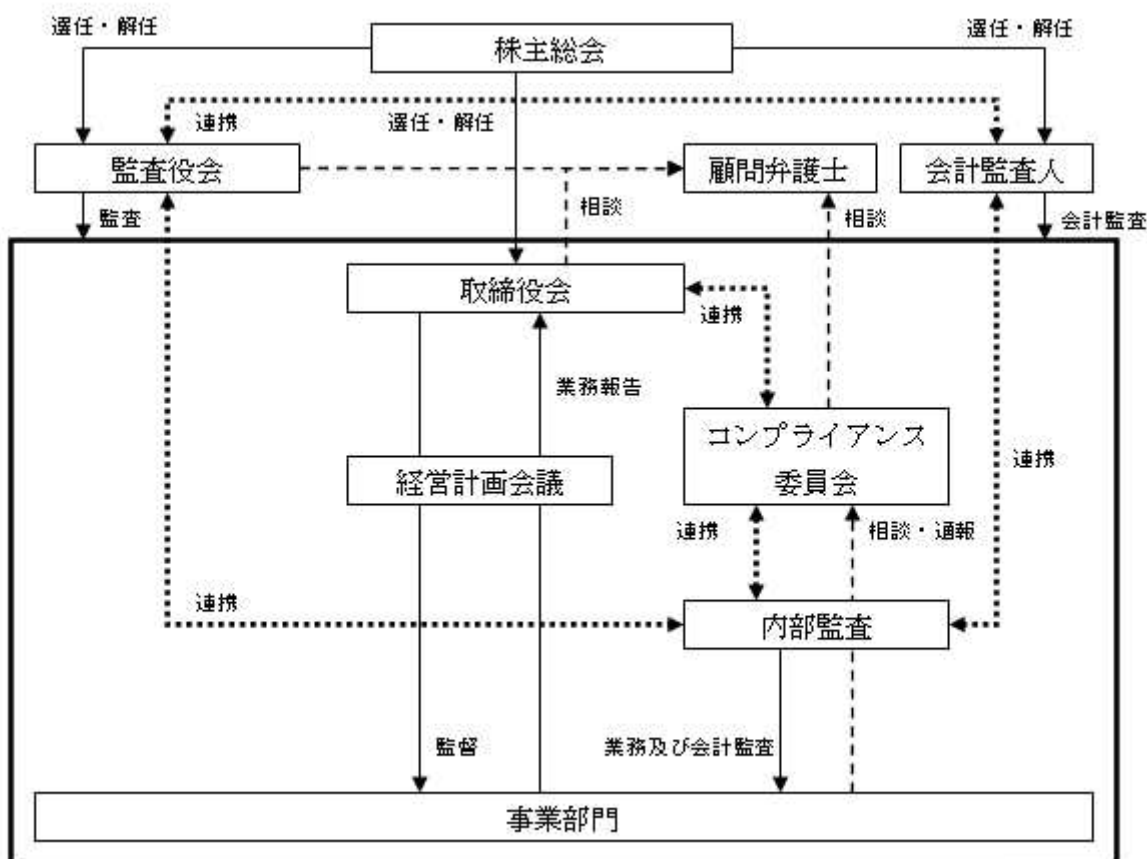 選任・解任
株主総会
選任・解任
連携
選任・解任
監査役会
顧問弁護士
会計監査人
監査
相談
相談
会計監査
取締役会
連携
業務報告
コンプライアンス
委員会
経営計画会議
連携
連携
相談・通報
連携
内部監査
監督
業務及び会計監査
事業部門